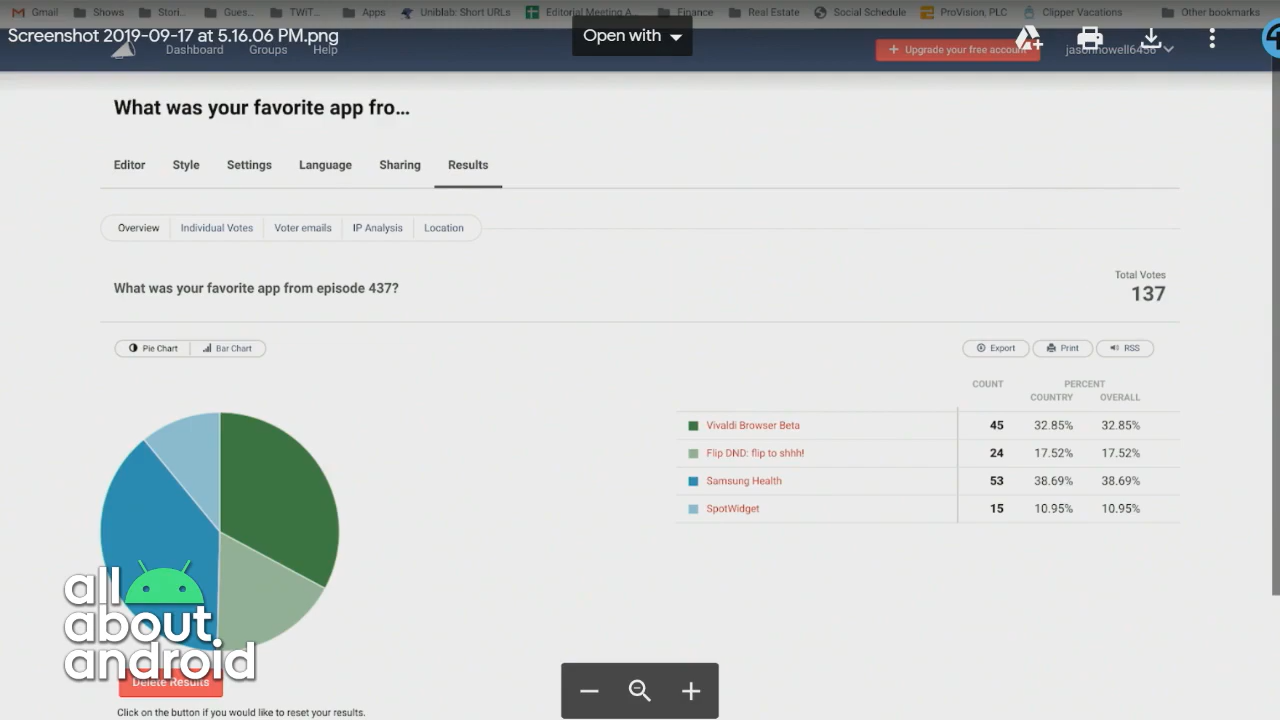 Gmail Shows Stori... Gues... TWiT... Apps Uniblab: Short URLs Editorial Meeting A... Finance Real Estate Social Schedule ProVision, PLC Clipper Vacations Other bookmarks
Screenshot 2019-09-17 at 5.16.06 PM.png
Open with
Dashboard Groups Help
+ Upgrade your free account
jasonhowell6456
What was your favorite app fro...
Editor Style Settings Language Sharing Results
Overview Individual Votes Voter emails IP Analysis Location
Total Votes
What was your favorite app from episode 437?
137
Pie Chart Bar Chart
Export Print RSS
COUNT PERCENT
COUNTRY OVERALL
Vivaldi Browser Beta 45 32.85% 32.85%
Flip DND: flip to shhh! 24 17.52% 17.52%
Samsung Health 53 38.69% 38.69%
SpotWidget 15 10.95% 10.95%
all
about
android
Delete Results
Click on the button if you would like to reset your results.